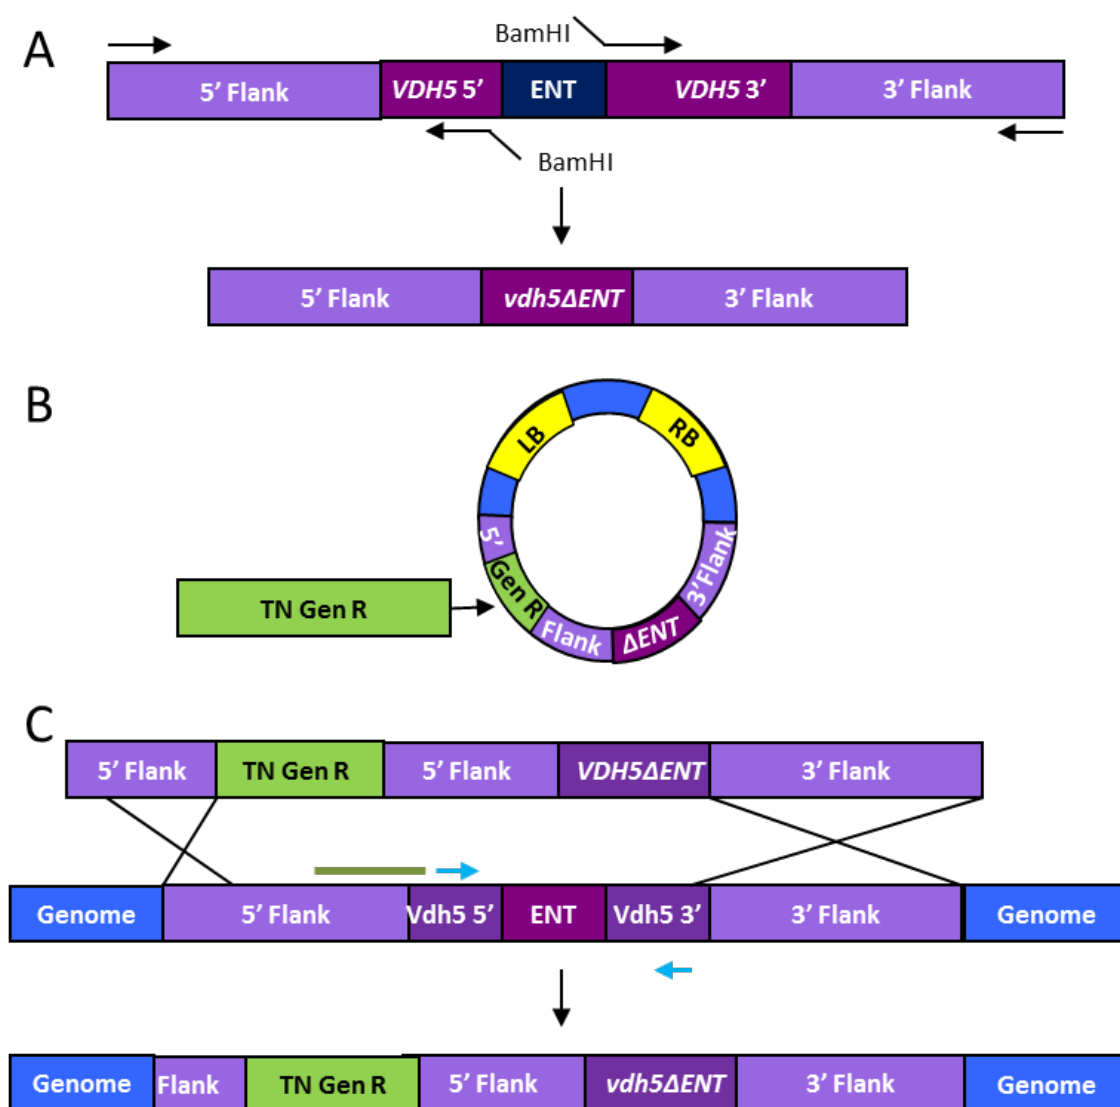 A
BamHI
5’ Flank VDH5 5’ ENT VDH5 3’ 3’ Flank
BamHI
5’ Flank vdh5ΔENT 3’ Flank
B
LB RB
5’ Gen R Flank ΔENT 3’Flank
TN Gen R
C
5’ Flank TN Gen R 5’ Flank VDH5ΔENT 3’ Flank
Genome 5’ Flank Vdh5 5’ ENT Vdh5 3’ 3’ Flank Genome
Genome Flank TN Gen R 5’ Flank vdh5ΔENT 3’ Flank Genome